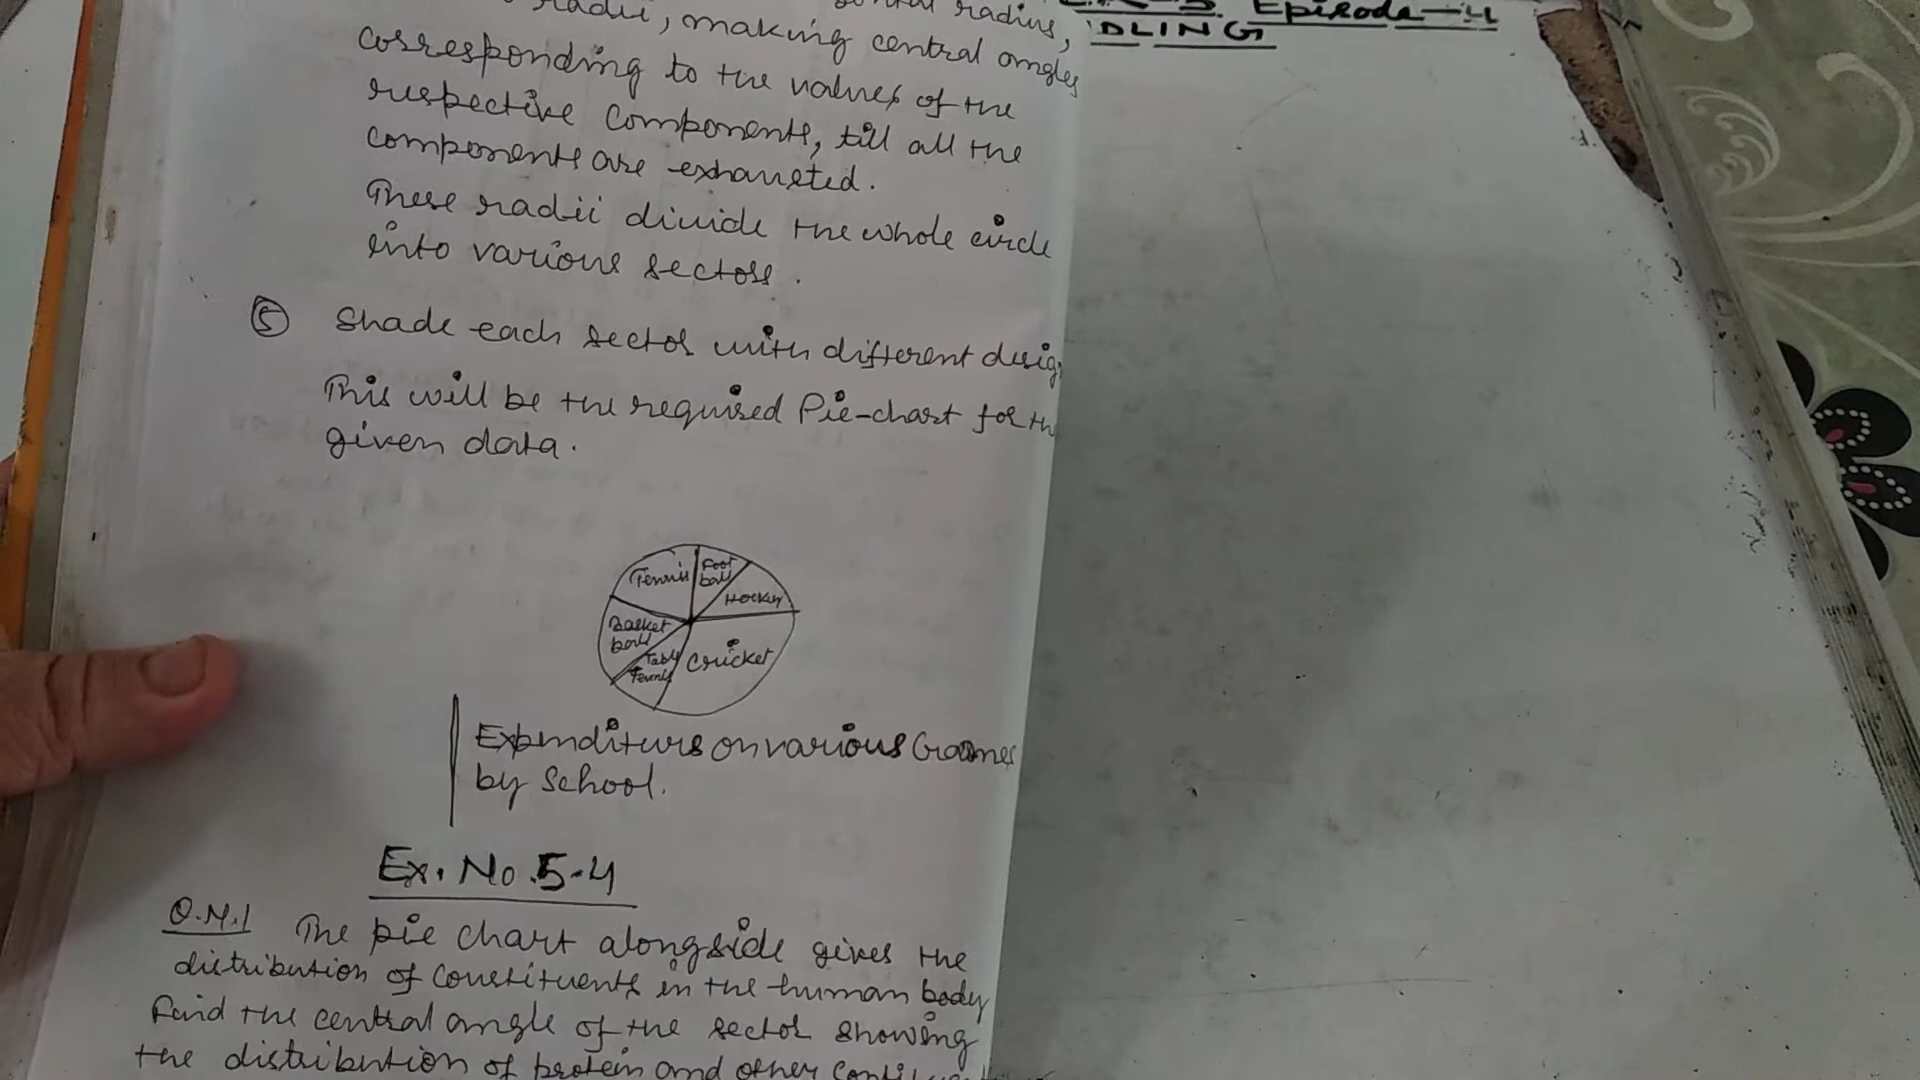 radii, making central angles
radius,
Episode-4
DLING
corresponding to the values of the
respective components, till all the
components are exhausted.
These radii divide the whole circle
into various sectors.
⑤ Shade each sector with different desig
This will be the required Pie-chart for th
given data.
Tennis
Foot
ball
Hockey
Basket
ball
Table
Tennis
Cricket
Expenditurs on various Games
by School.
Ex. No. 5.4
Q.N.1 The pie chart alongside gives the
distribution of constituents in the human body
Find the central angle of the sector showing
the distribution of protein and other